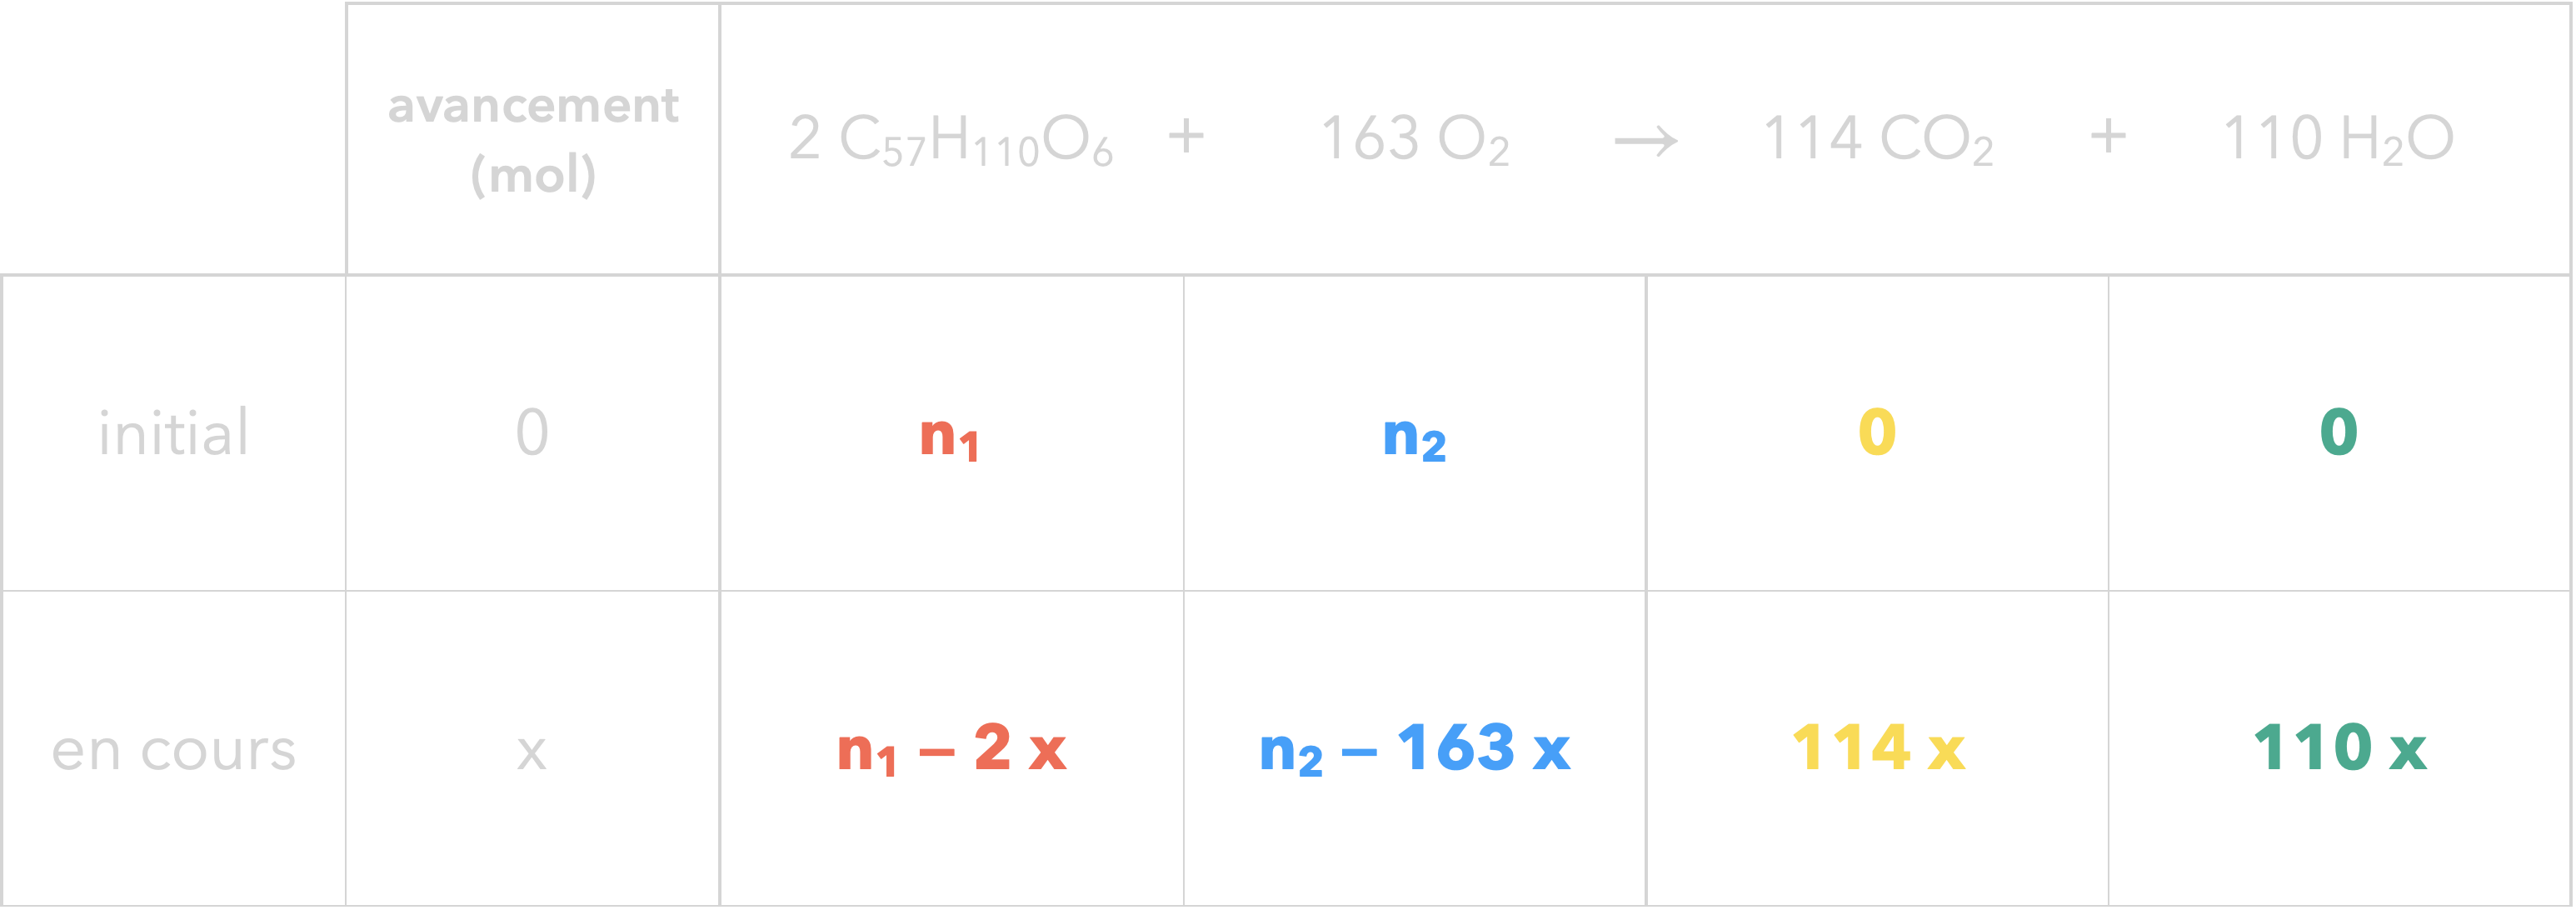 avancement
(mol)
2 C₅₇H₁₁₀O₆ + 163 O₂ → 114 CO₂ + 110 H₂O
initial 0 n₁ n₂ 0 0
en cours x n₁ – 2 x n₂ – 163 x 114 x 110 x